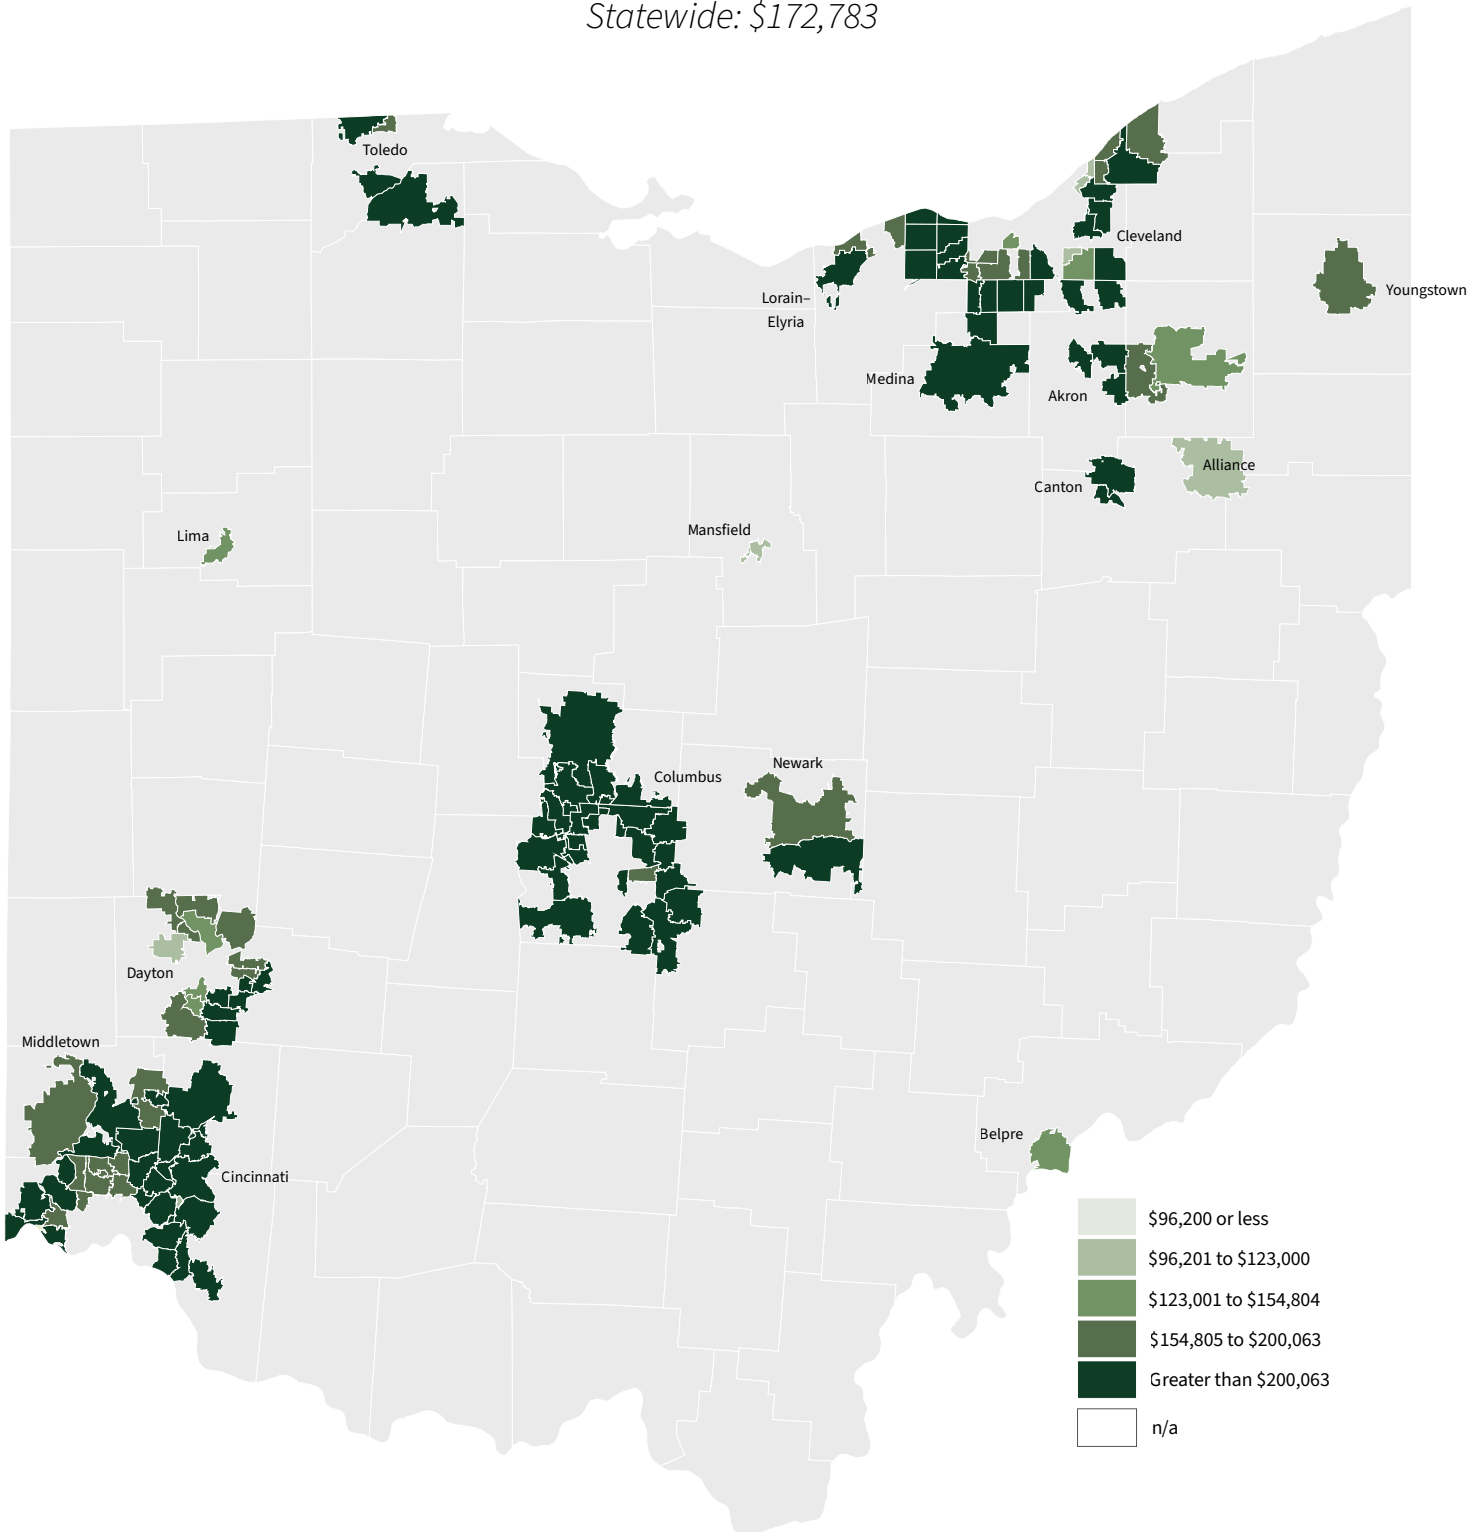 Statewide: $172,783
Toledo
Cleveland
Youngstown
Lorain–
Elyria
Medina
Akron
Alliance
Canton
Lima
Mansfield
Newark
Columbus
Dayton
Middletown
Belpre
Cincinnati
$96,200 or less
$96,201 to $123,000
$123,001 to $154,804
$154,805 to $200,063
Greater than $200,063
n/a